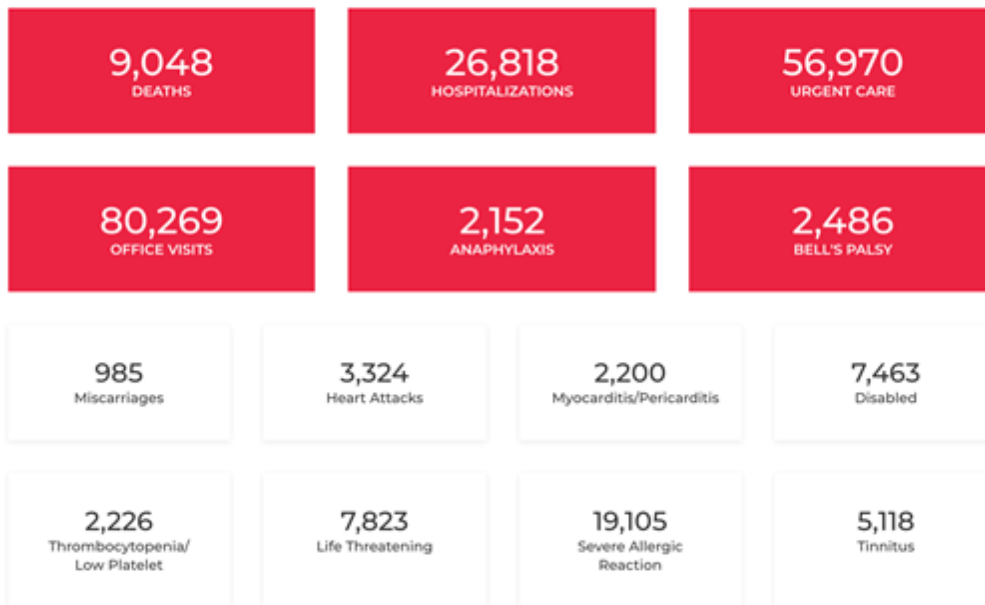 9,048
DEATHS
26,818
HOSPITALIZATIONS
56,970
URGENT CARE
80,269
OFFICE VISITS
2,152
ANAPHYLAXIS
2,486
BELL'S PALSY
985
Miscarriages
3,324
Heart Attacks
2,200
Myocarditis/Pericarditis
7,463
Disabled
2,226
Thrombocytopenia/
Low Platelet
7,823
Life Threatening
19,105
Severe Allergic
Reaction
5,118
Tinnitus